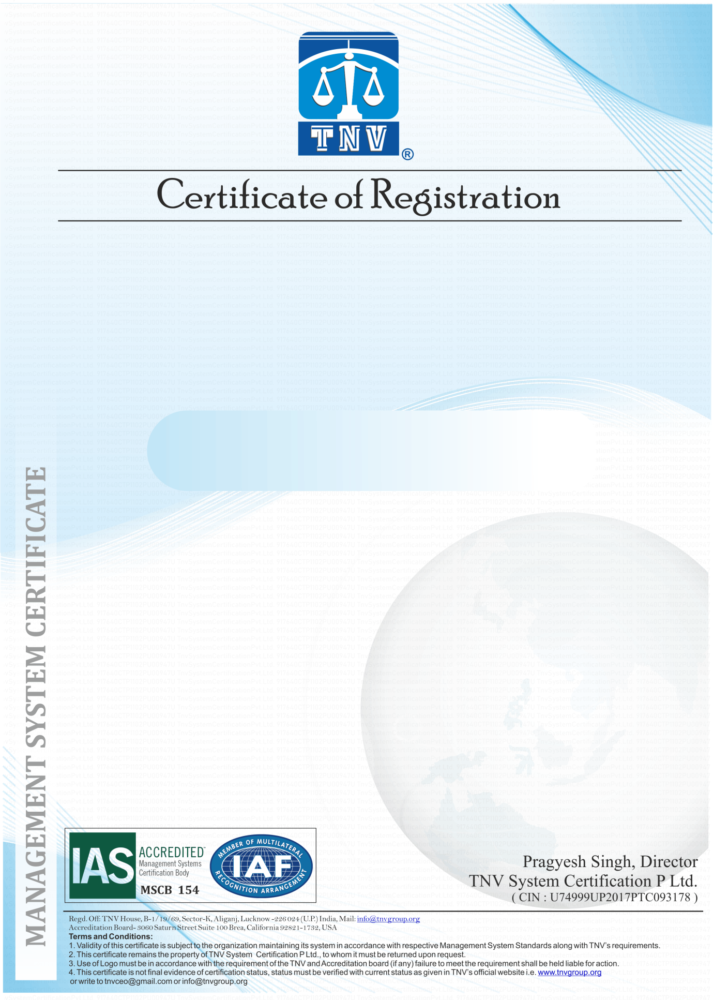 TNV
®
Certificate of Registration
MANAGEMENT SYSTEM CERTIFICATE
IAS
ACCREDITED™
Management Systems
Certification Body
MSCB 154
MEMBER OF MULTILATERAL
IAF
RECOGNITION ARRANGEMENT
Pragyesh Singh, Director
TNV System Certification P Ltd.
( CIN : U74999UP2017PTC093178 )
Regd. Off: TNV House, B-1/19/69, Sector-K, Aliganj, Lucknow -226 024 (U.P.) India, Mail: info@tnvgroup.org
Accreditation Board- 3060 Saturn Street Suite 100 Brea, California 92821-1732, USA
Terms and Conditions:
1. Validity of this certificate is subject to the organization maintaining its system in accordance with respective Management System Standards along with TNV's requirements.
2. This certificate remains the property of TNV System Certification P Ltd., to whom it must be returned upon request.
3. Use of Logo must be in accordance with the requirement of the TNV and Accreditation board (if any) failure to meet the requirement shall be held liable for action.
4. This certificate is not final evidence of certification status, status must be verified with current status as given in TNV's official website i.e. www.tnvgroup.org
or write to tnvceo@gmail.com or info@tnvgroup.org